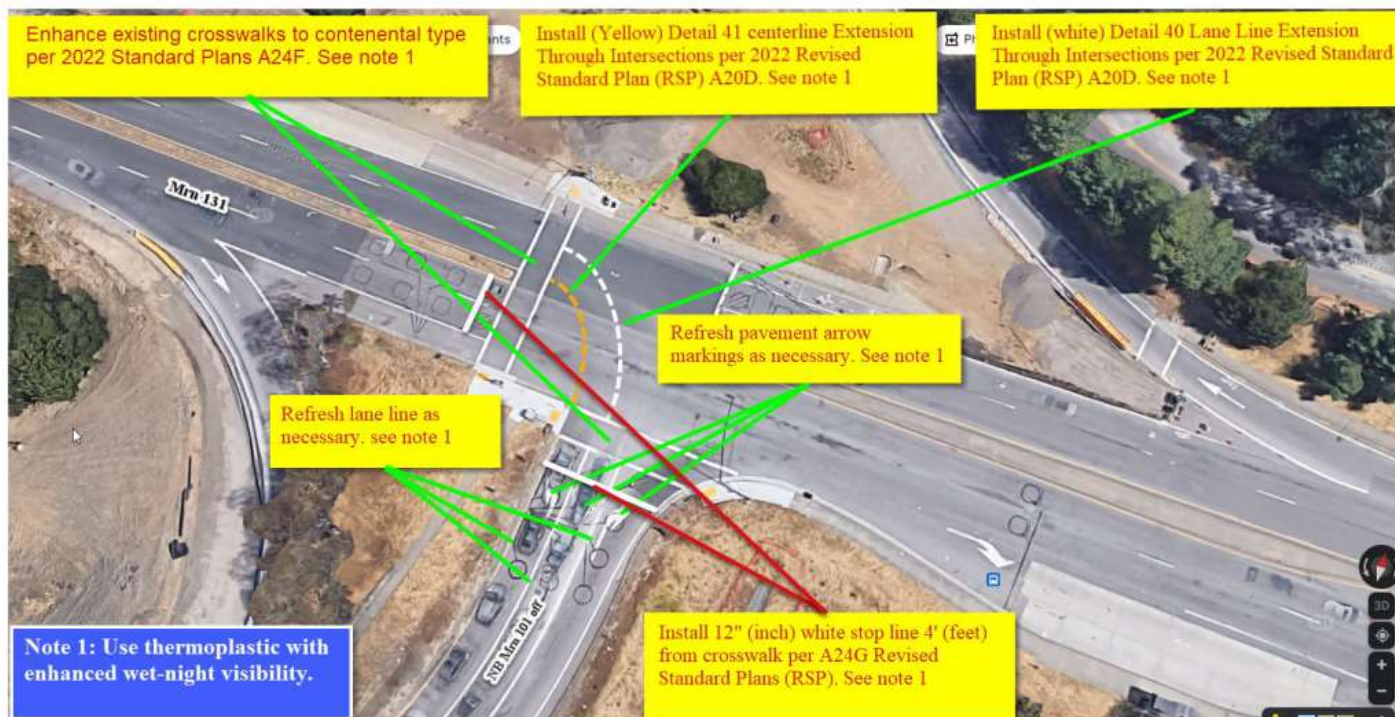 Enhance existing crosswalks to contenental type
per 2022 Standard Plans A24F. See note 1
nts
Install (Yellow) Detail 41 centerline Extension
Through Intersections per 2022 Revised
Standard Plan (RSP) A20D. See note 1
Ph
Install (white) Detail 40 Lane Line Extension
Through Intersections per 2022 Revised Standard
Plan (RSP) A20D. See note 1
Mrn 131
Refresh pavement arrow
markings as necessary. See note 1
Refresh lane line as
necessary. see note 1
NB Mrn 101 off
Install 12" (inch) white stop line 4' (feet)
from crosswalk per A24G Revised
Standard Plans (RSP). See note 1
Note 1: Use thermoplastic with
enhanced wet-night visibility.
3D